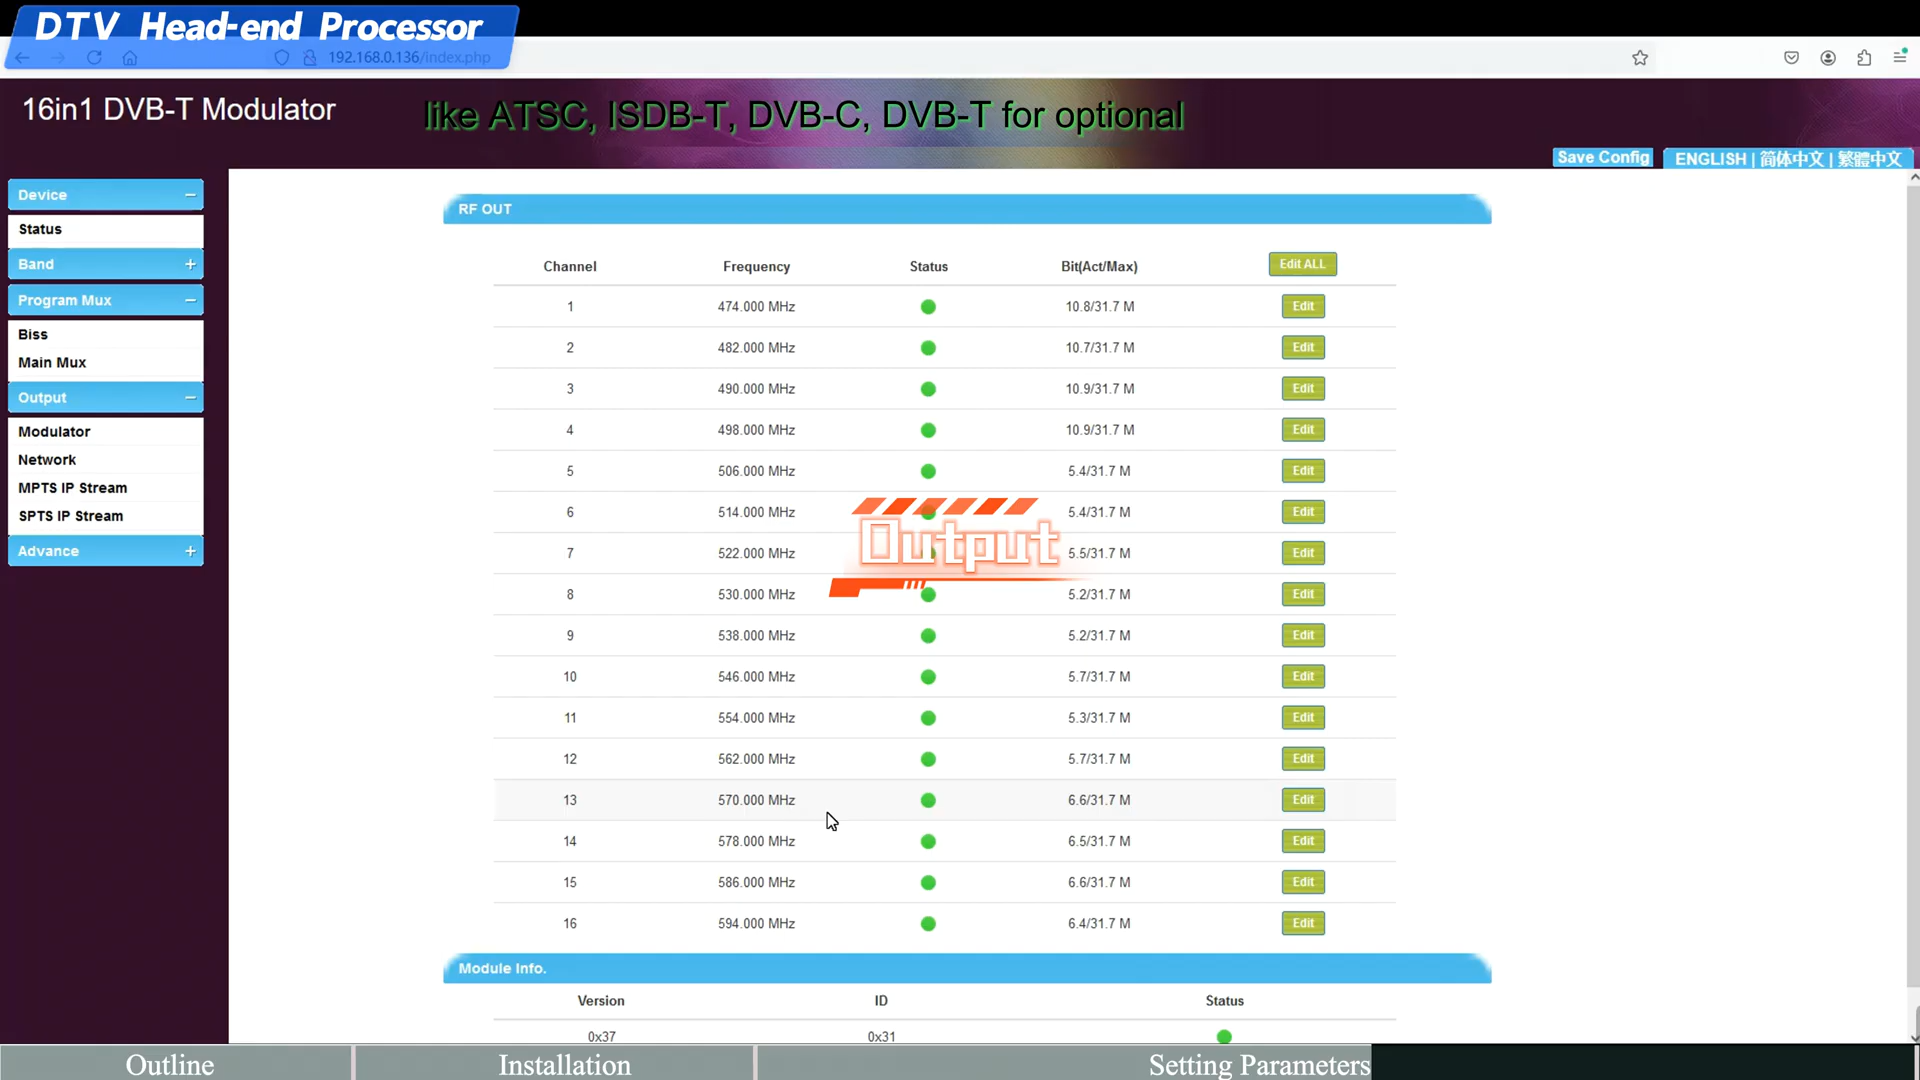 DTV Head-end Processor
192.168.0.136/index.php
16in1 DVB-T Modulator
like ATSC, ISDB-T, DVB-C, DVB-T for optional
Save Config
ENGLISH | 简体中文 | 繁體中文
Device −
Status
Band +
Program Mux −
Biss
Main Mux
Output −
Modulator
Network
MPTS IP Stream
SPTS IP Stream
Advance +
RF OUT
Channel Frequency Status Bit(Act/Max) Edit ALL
1 474.000 MHz 10.8/31.7 M Edit
2 482.000 MHz 10.7/31.7 M Edit
3 490.000 MHz 10.9/31.7 M Edit
4 498.000 MHz 10.9/31.7 M Edit
5 506.000 MHz 5.4/31.7 M Edit
6 514.000 MHz 5.4/31.7 M Edit
Output
7 522.000 MHz 5.5/31.7 M Edit
8 530.000 MHz 5.2/31.7 M Edit
9 538.000 MHz 5.2/31.7 M Edit
10 546.000 MHz 5.7/31.7 M Edit
11 554.000 MHz 5.3/31.7 M Edit
12 562.000 MHz 5.7/31.7 M Edit
13 570.000 MHz 6.6/31.7 M Edit
14 578.000 MHz 6.5/31.7 M Edit
15 586.000 MHz 6.6/31.7 M Edit
16 594.000 MHz 6.4/31.7 M Edit
Module Info.
Version ID Status
0x37 0x31
Outline
Installation
Setting Parameters